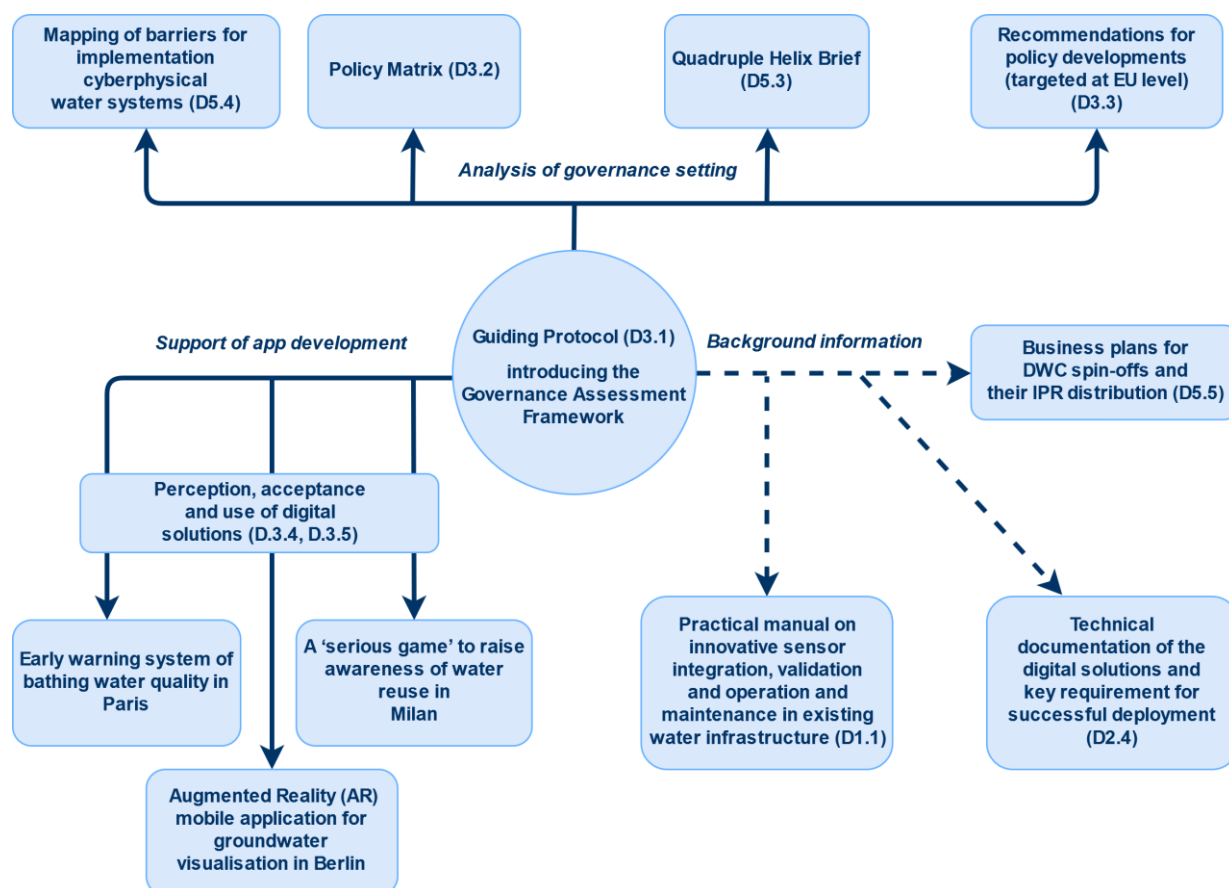 Mapping of barriers for
implementation
cyberphysical
water systems (D5.4)
Policy Matrix (D3.2)
Quadruple Helix Brief
(D5.3)
Recommendations for
policy developments
(targeted at EU level)
(D3.3)
Analysis of governance setting
Guiding Protocol (D3.1)
introducing the
Governance Assessment
Framework
Support of app development
Background information
Business plans for
DWC spin-offs and
their IPR distribution (D5.5)
Perception, acceptance
and use of digital
solutions (D.3.4, D.3.5)
Early warning system of
bathing water quality in
Paris
A ‘serious game’ to raise
awareness of water
reuse in
Milan
Practical manual on
innovative sensor
integration, validation
and operation and
maintenance in existing
water infrastructure (D1.1)
Technical
documentation of the
digital solutions and
key requirement for
successful deployment
(D2.4)
Augmented Reality (AR)
mobile application for
groundwater
visualisation in Berlin